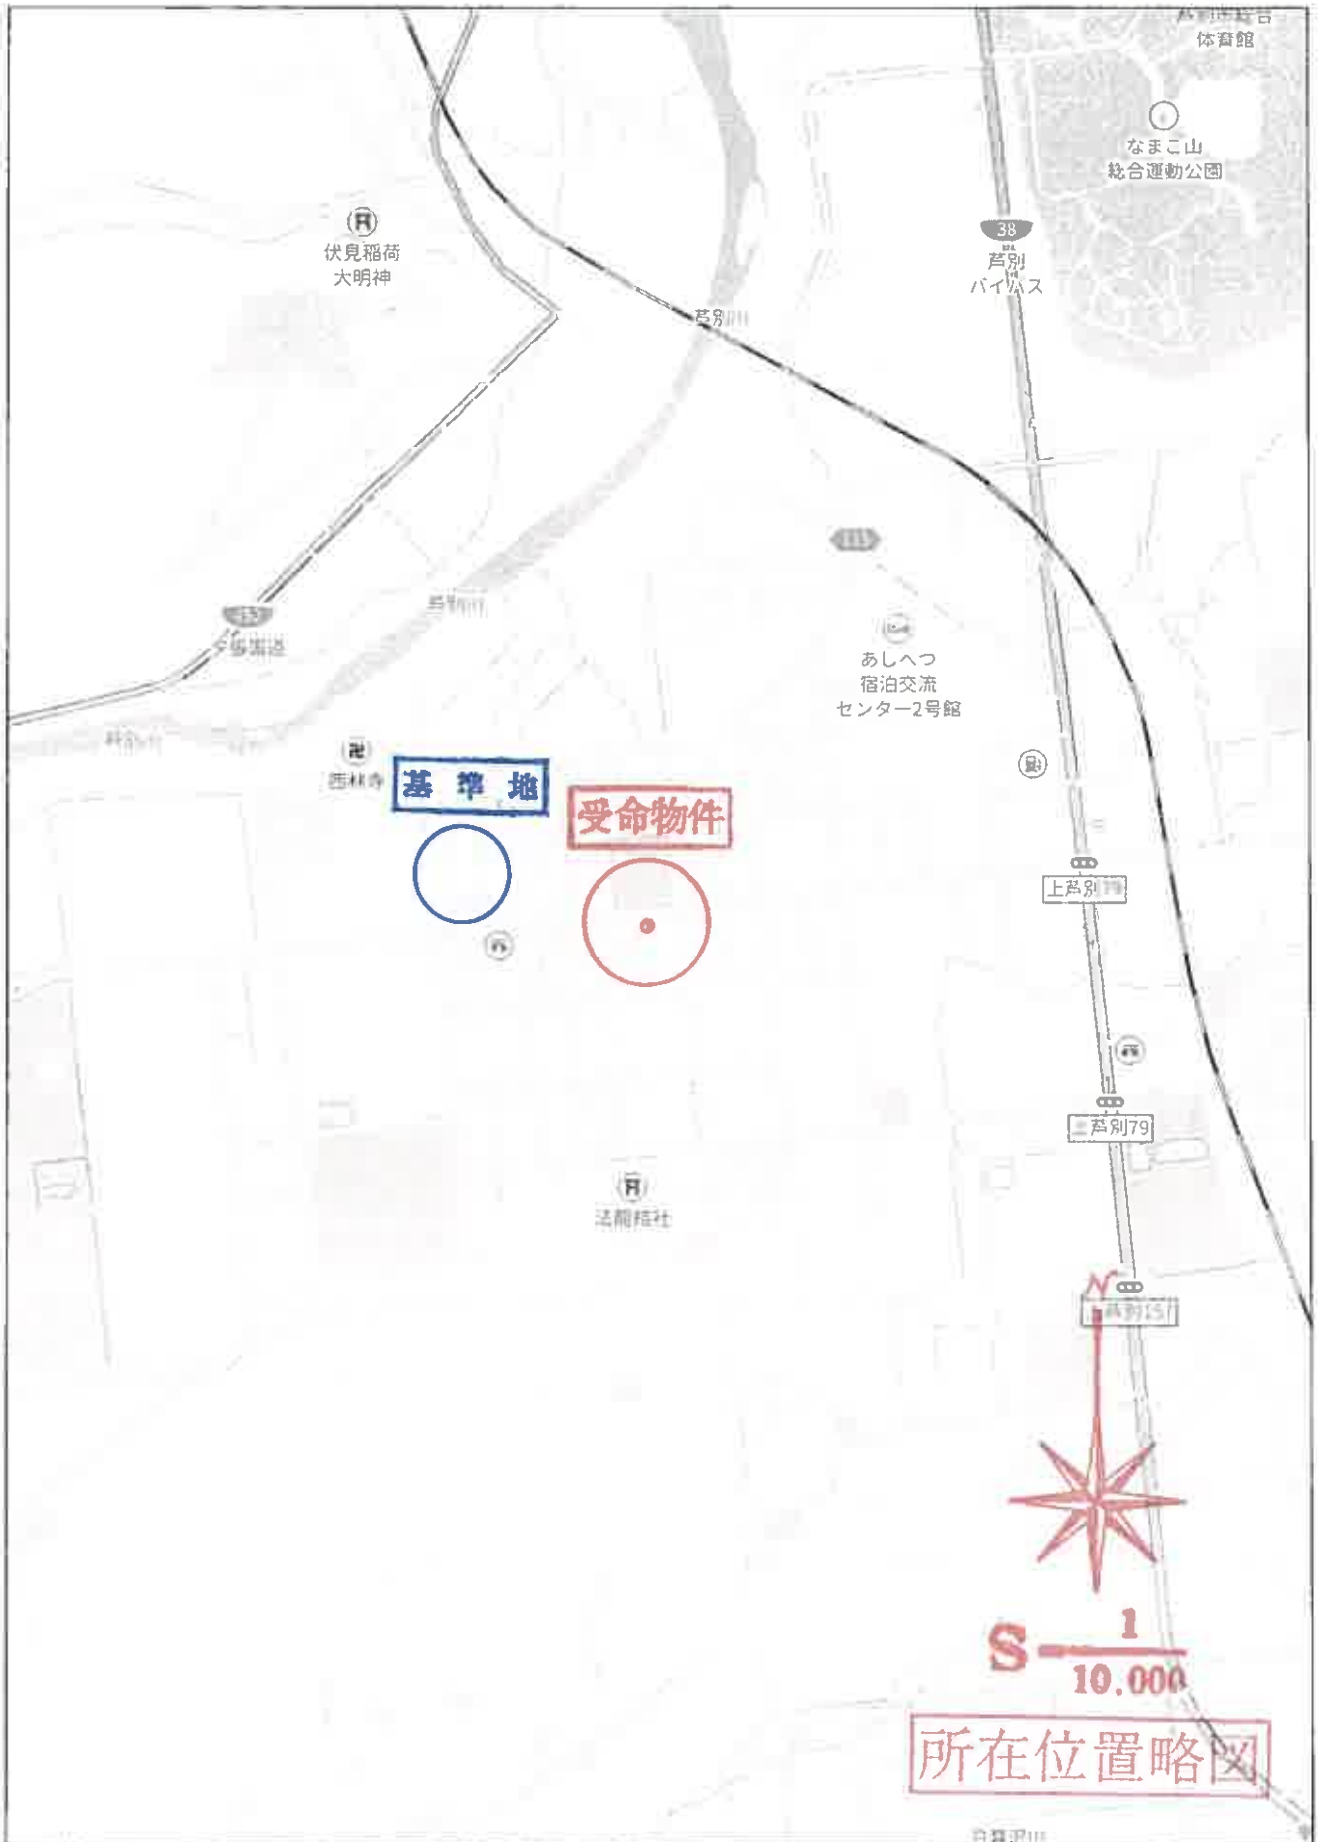 体育館
なまこ山
総合運動公園
伏見稲荷
大明神
38
芦別
バイパス
芦別川
芦別川
あしへつ
宿泊交流
センター2号館
芦別川
西林寺
基準地
受命物件
上芦別
芦別79
N
S 1
10.000
所在位置略図